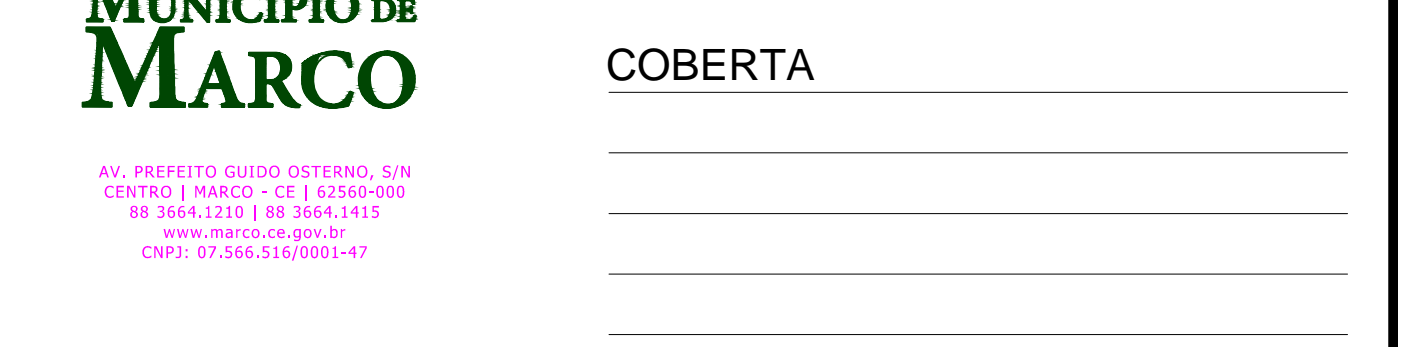 MUNICÍPIO DE
MARCO
AV. PREFEITO GUIDO OSTERNO, S/N
CENTRO | MARCO - CE | 62560-000
88 3664.1210 | 88 3664.1415
www.marco.ce.gov.br
CNPJ: 07.566.516/0001-47
COBERTA